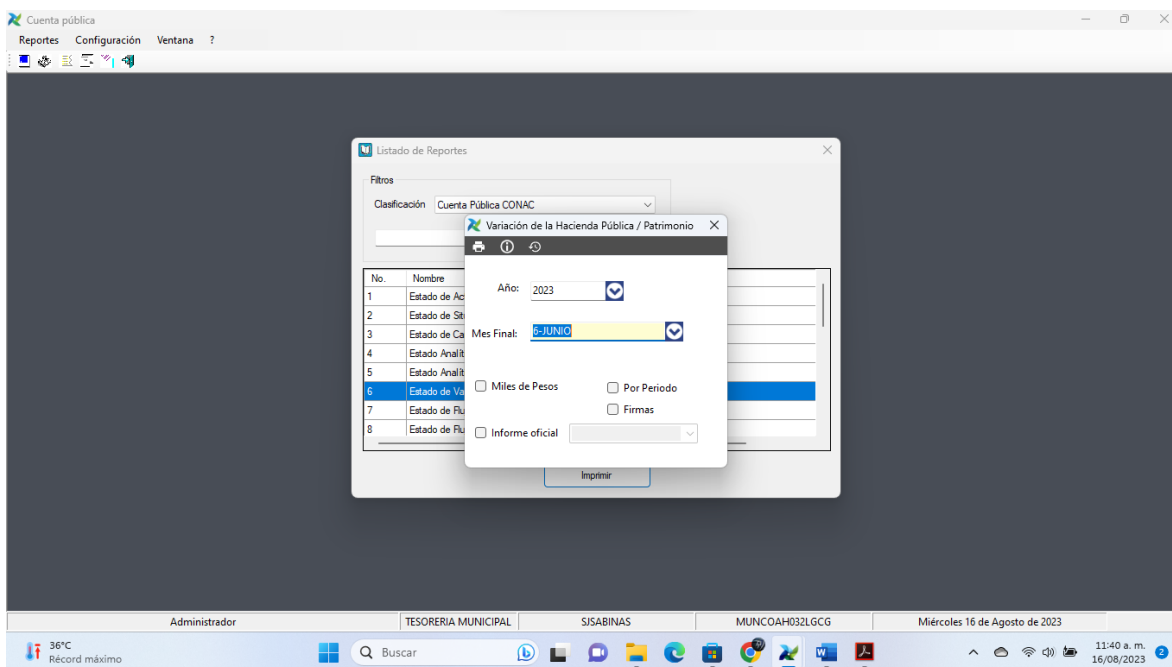 Cuenta pública
Reportes Configuración Ventana ?
Listado de Reportes
Filtros
Clasificación Cuenta Pública CONAC
Variación de la Hacienda Pública / Patrimonio
Año: 2023
Mes Final: 6-JUNIO
Miles de Pesos Por Periodo
Firmas
Informe oficial
No. Nombre
1 Estado de Ac
2 Estado de Sit
3 Estado de Ca
4 Estado Analít
5 Estado Analít
6 Estado de Va
7 Estado de Flu
8 Estado de Flu
Imprimir
Administrador TESORERIA MUNICIPAL SJSABINAS MUNCOAH032LGCG Miércoles 16 de Agosto de 2023
36°C
Récord máximo
Buscar
11:40 a. m.
16/08/2023
2